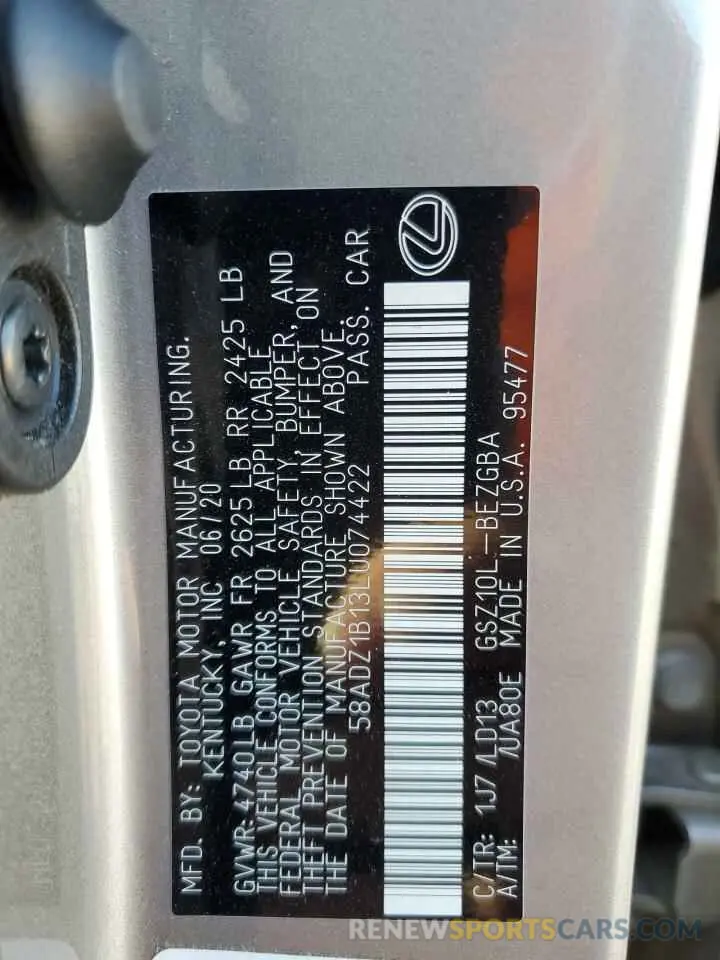 MFD. BY: TOYOTA MOTOR MANUFACTURING.
KENTUCKY, INC 06/20
GVWR: 4740LB GAWR FR 2625 LB RR 2425 LB
THIS VEHICLE CONFORMS TO ALL APPLICABLE
FEDERAL MOTOR VEHICLE SAFETY, BUMPER, AND
THEFT PREVENTION STANDARDS IN EFFECT ON
THE DATE OF MANUFACTURE SHOWN ABOVE.
58ADZ1B13LU074422 PASS. CAR
C/TR: 1J7/LD13 GSZ10L-BEZGBA
A/TM: /UA80E MADE IN U.S.A. 95477
RENEWSPORTSCARS.COM